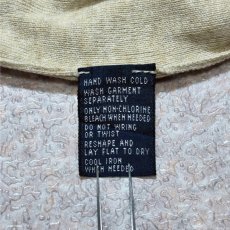 HAND WASH COLD
WASH GARMENT
SEPARATELY
ONLY NON-CHLORINE
BLEACH WHEN NEEDED
DO NOT WRING
OR TWIST
RESHAPE AND
LAY FLAT TO DRY
COOL IRON
WHEN NEEDED